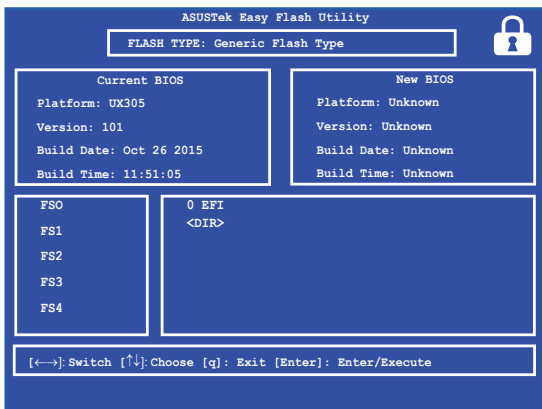 ASUSTek Easy Flash Utility
FLASH TYPE: Generic Flash Type
Current BIOS
Platform: UX305
Version: 101
Build Date: Oct 26 2015
Build Time: 11:51:05
New BIOS
Platform: Unknown
Version: Unknown
Build Date: Unknown
Build Time: Unknown
FSO
FS1
FS2
FS3
FS4
0 EFI
<DIR>
[←→]: Switch [↑↓]: Choose [q]: Exit [Enter]: Enter/Execute